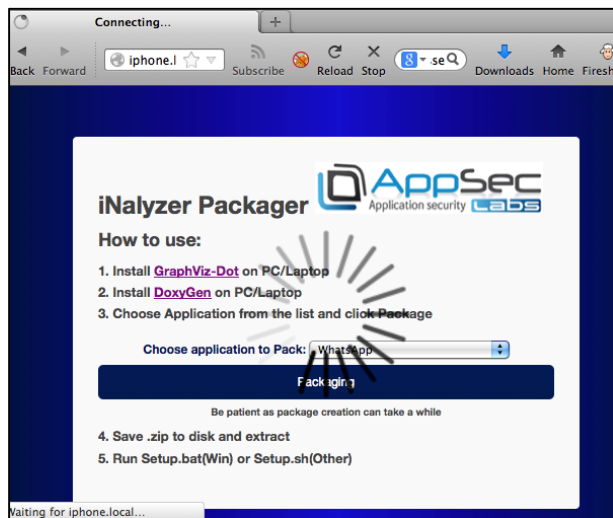 Connecting...
iphone.l
se
Back Forward Subscribe Reload Stop Downloads Home Firesh
AppSec
Application security LABS
iNalyzer Packager
How to use:
1. Install GraphViz-Dot on PC/Laptop
2. Install DoxyGen on PC/Laptop
3. Choose Application from the list and click Package
Choose application to Pack: WhatsApp
Packaging
Be patient as package creation can take a while
4. Save .zip to disk and extract
5. Run Setup.bat(Win) or Setup.sh(Other)
Waiting for iphone.local...